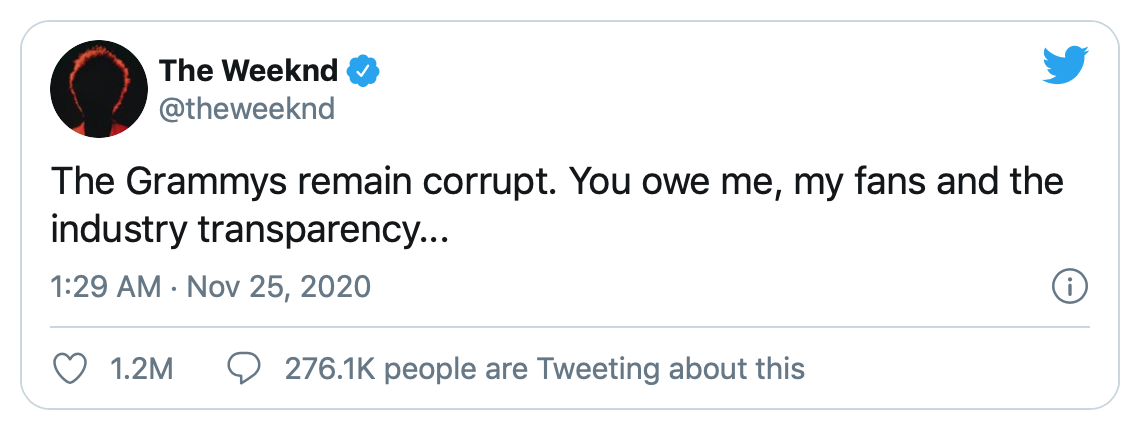 The Weeknd
@theweeknd
The Grammys remain corrupt. You owe me, my fans and the
industry transparency...
1:29 AM · Nov 25, 2020
1.2M 276.1K people are Tweeting about this